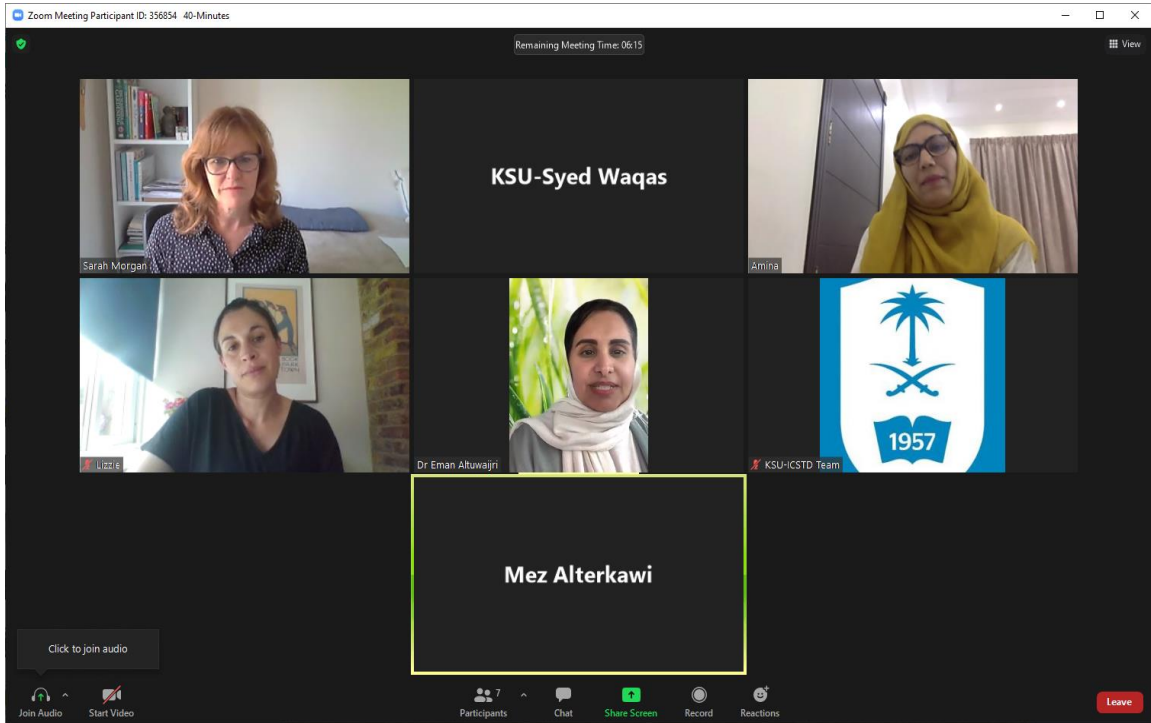 Zoom Meeting Participant ID: 356854 40-Minutes
Remaining Meeting Time: 06:15
View
Sarah Morgan
KSU-Syed Waqas
Amina
Lizzie
Dr Eman Altuwaijri
1957
KSU-ICSTD Team
Mez Alterkawi
Click to join audio
Join Audio
Start Video
7
Participants
Chat
Share Screen
Record
Reactions
Leave